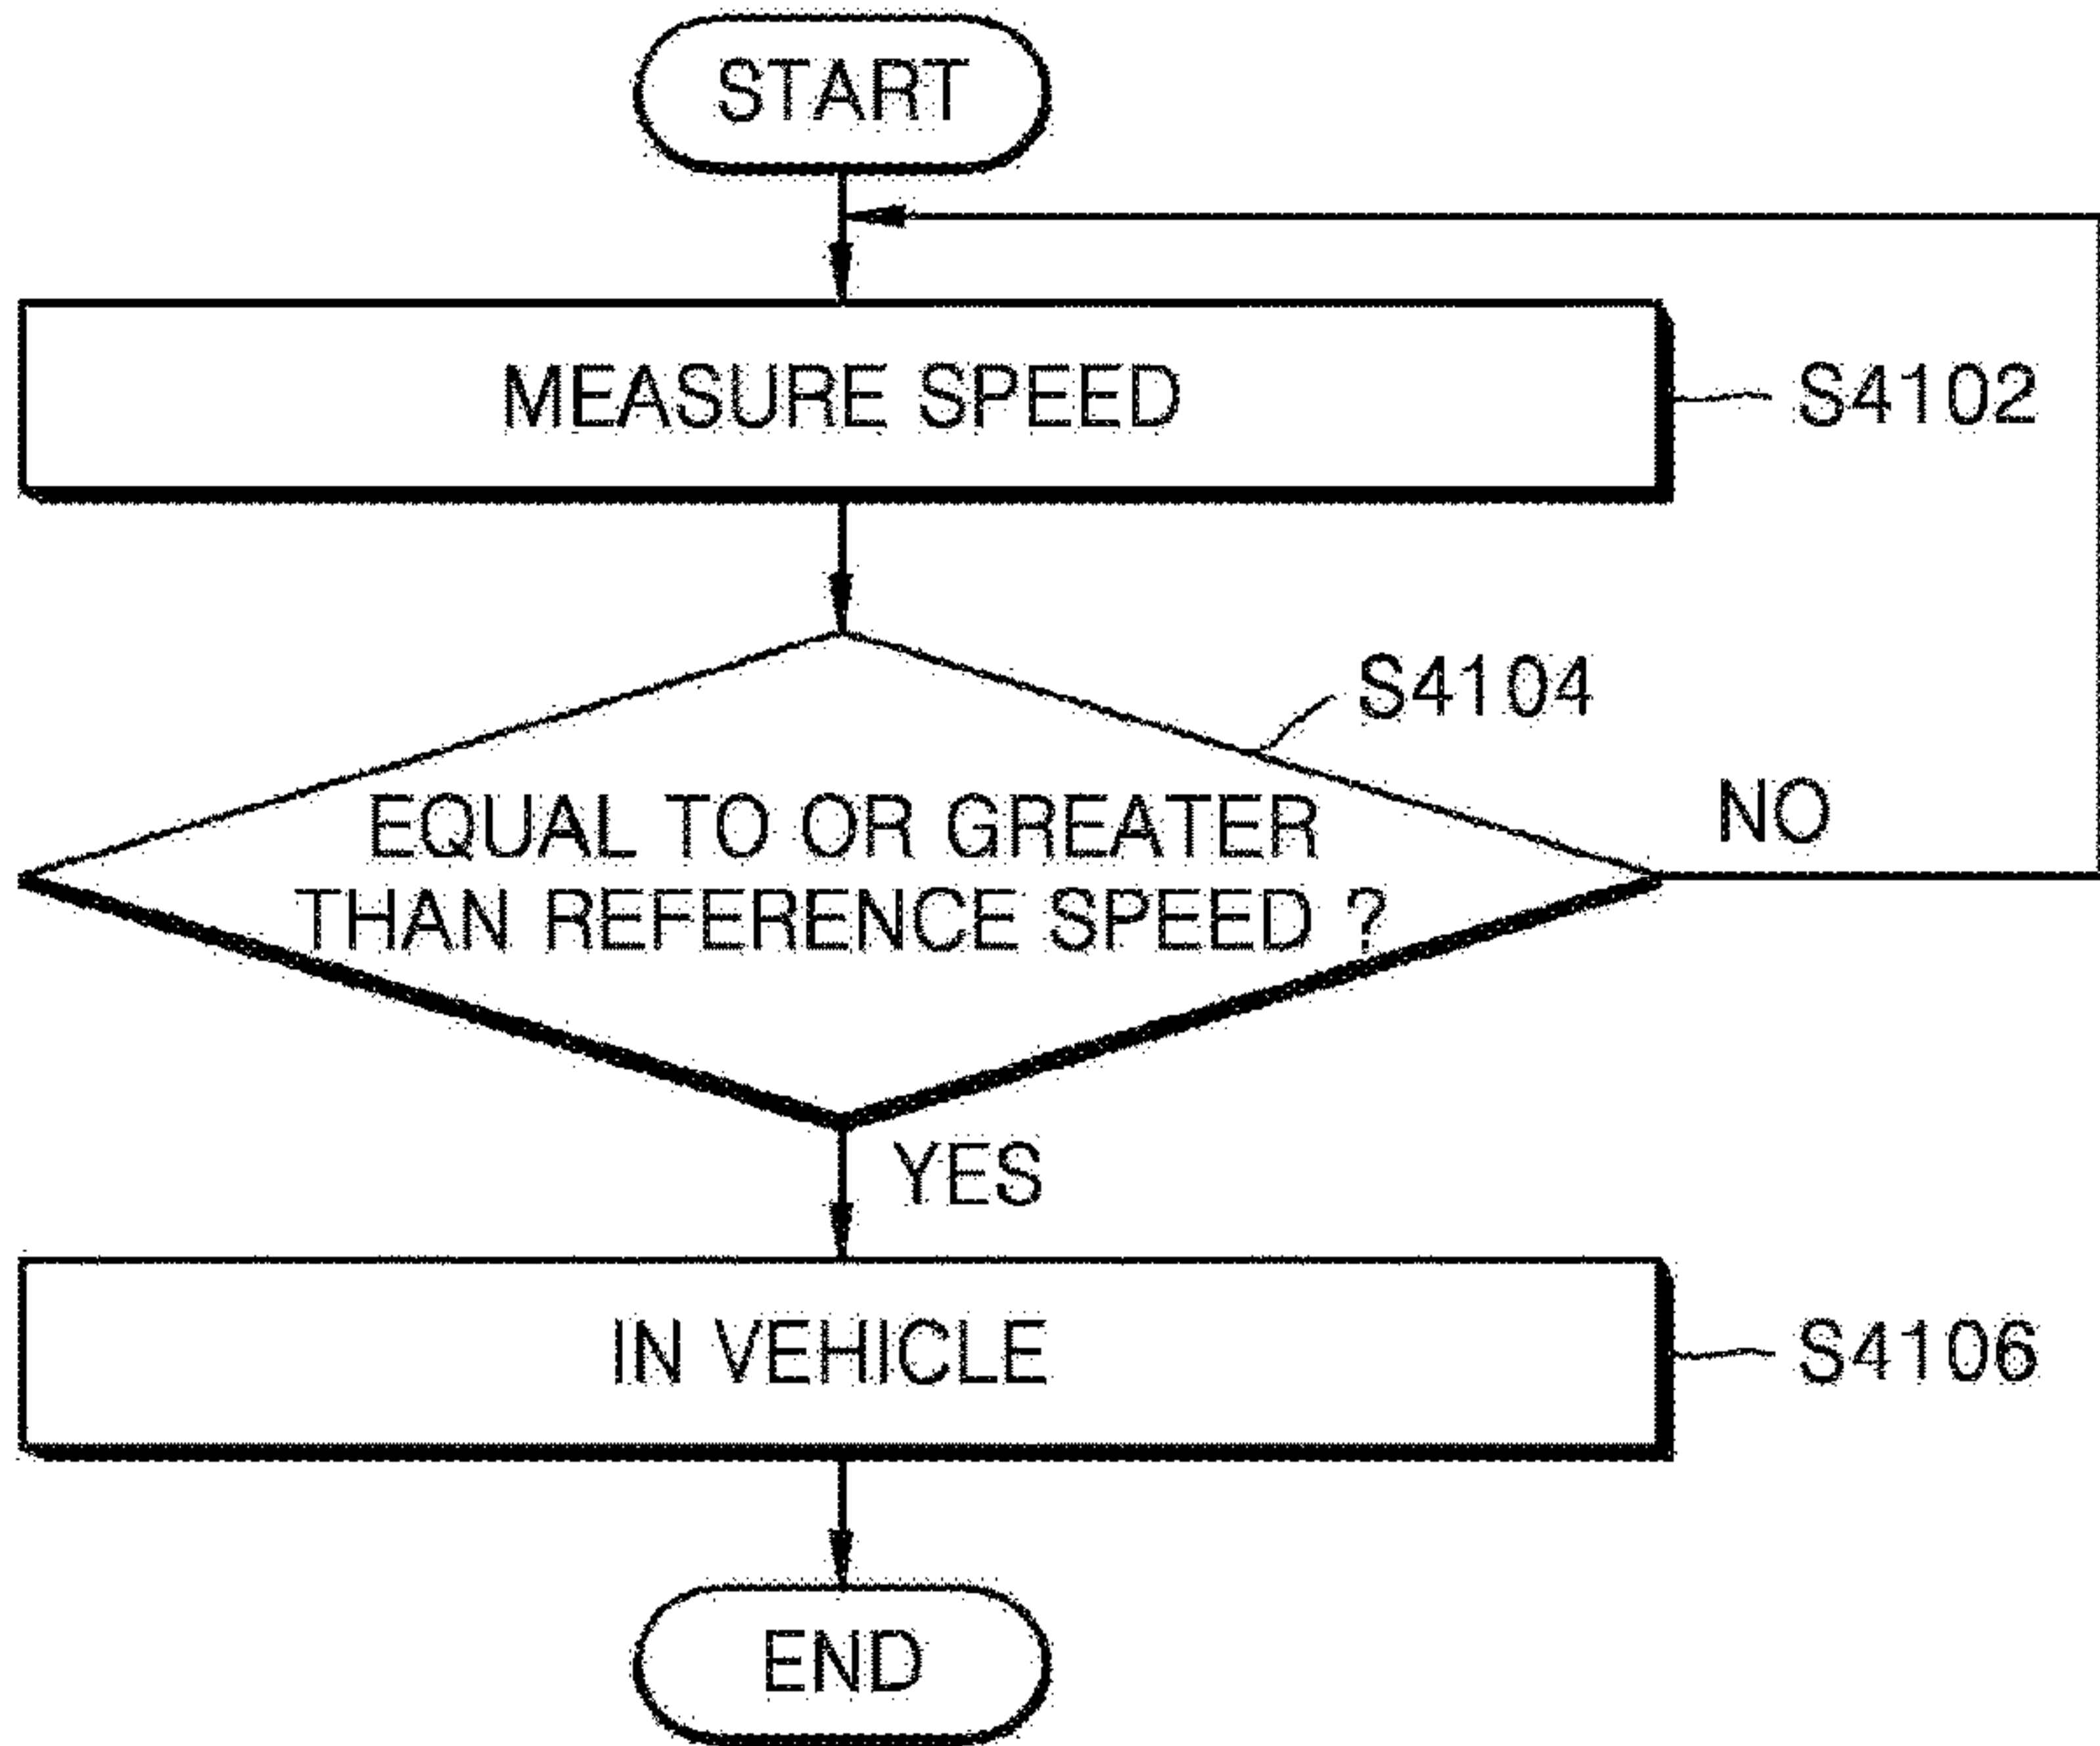 START
MEASURE SPEED
S4102
S4104
EQUAL TO OR GREATER
THAN REFERENCE SPEED ?
NO
YES
IN VEHICLE
S4106
END